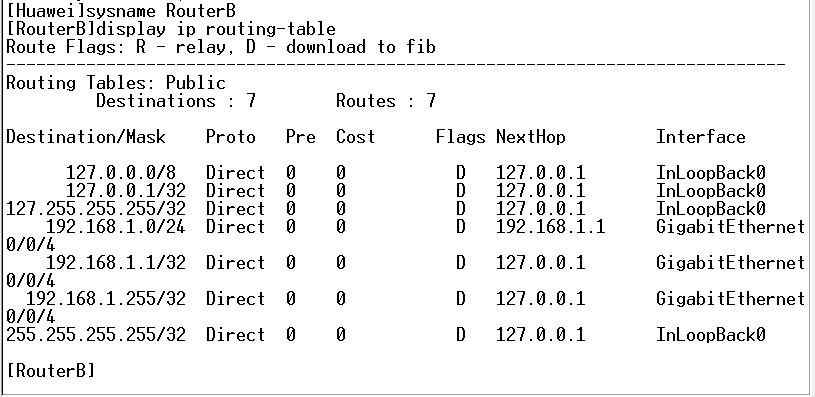 [Huawei]sysname RouterB
[RouterB]display ip routing-table
Route Flags: R - relay, D - download to fib
------------------------------------------------------------------------------
Routing Tables: Public
         Destinations : 7        Routes : 7

Destination/Mask    Proto   Pre  Cost      Flags NextHop         Interface

      127.0.0.0/8   Direct  0    0           D   127.0.0.1       InLoopBack0
      127.0.0.1/32  Direct  0    0           D   127.0.0.1       InLoopBack0
127.255.255.255/32  Direct  0    0           D   127.0.0.1       InLoopBack0
    192.168.1.0/24  Direct  0    0           D   192.168.1.1     GigabitEthernet
0/0/4
    192.168.1.1/32  Direct  0    0           D   127.0.0.1       GigabitEthernet
0/0/4
  192.168.1.255/32  Direct  0    0           D   127.0.0.1       GigabitEthernet
0/0/4
255.255.255.255/32  Direct  0    0           D   127.0.0.1       InLoopBack0

[RouterB]